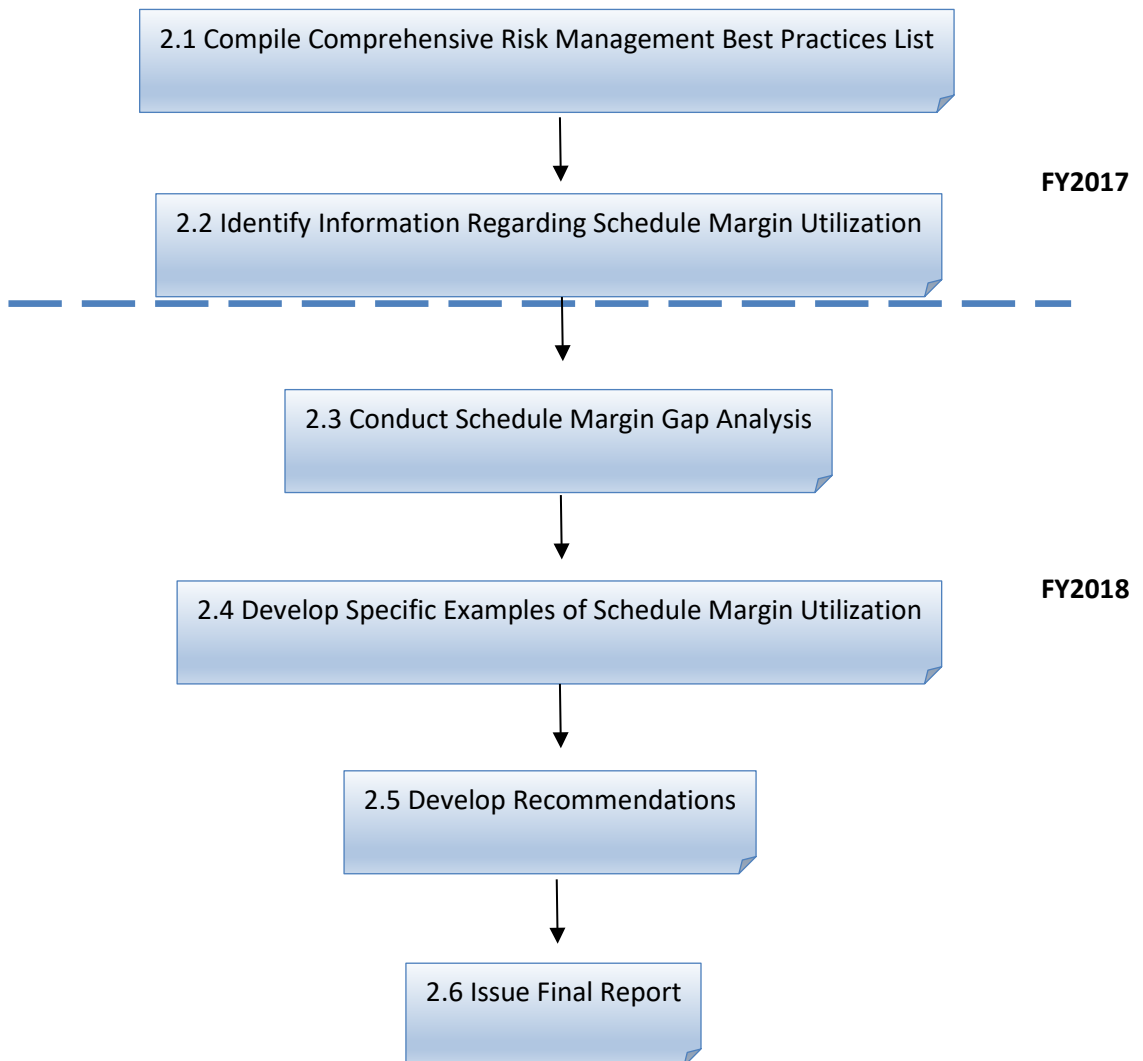 2.1 Compile Comprehensive Risk Management Best Practices List
FY2017
2.2 Identify Information Regarding Schedule Margin Utilization
2.3 Conduct Schedule Margin Gap Analysis
FY2018
2.4 Develop Specific Examples of Schedule Margin Utilization
2.5 Develop Recommendations
2.6 Issue Final Report